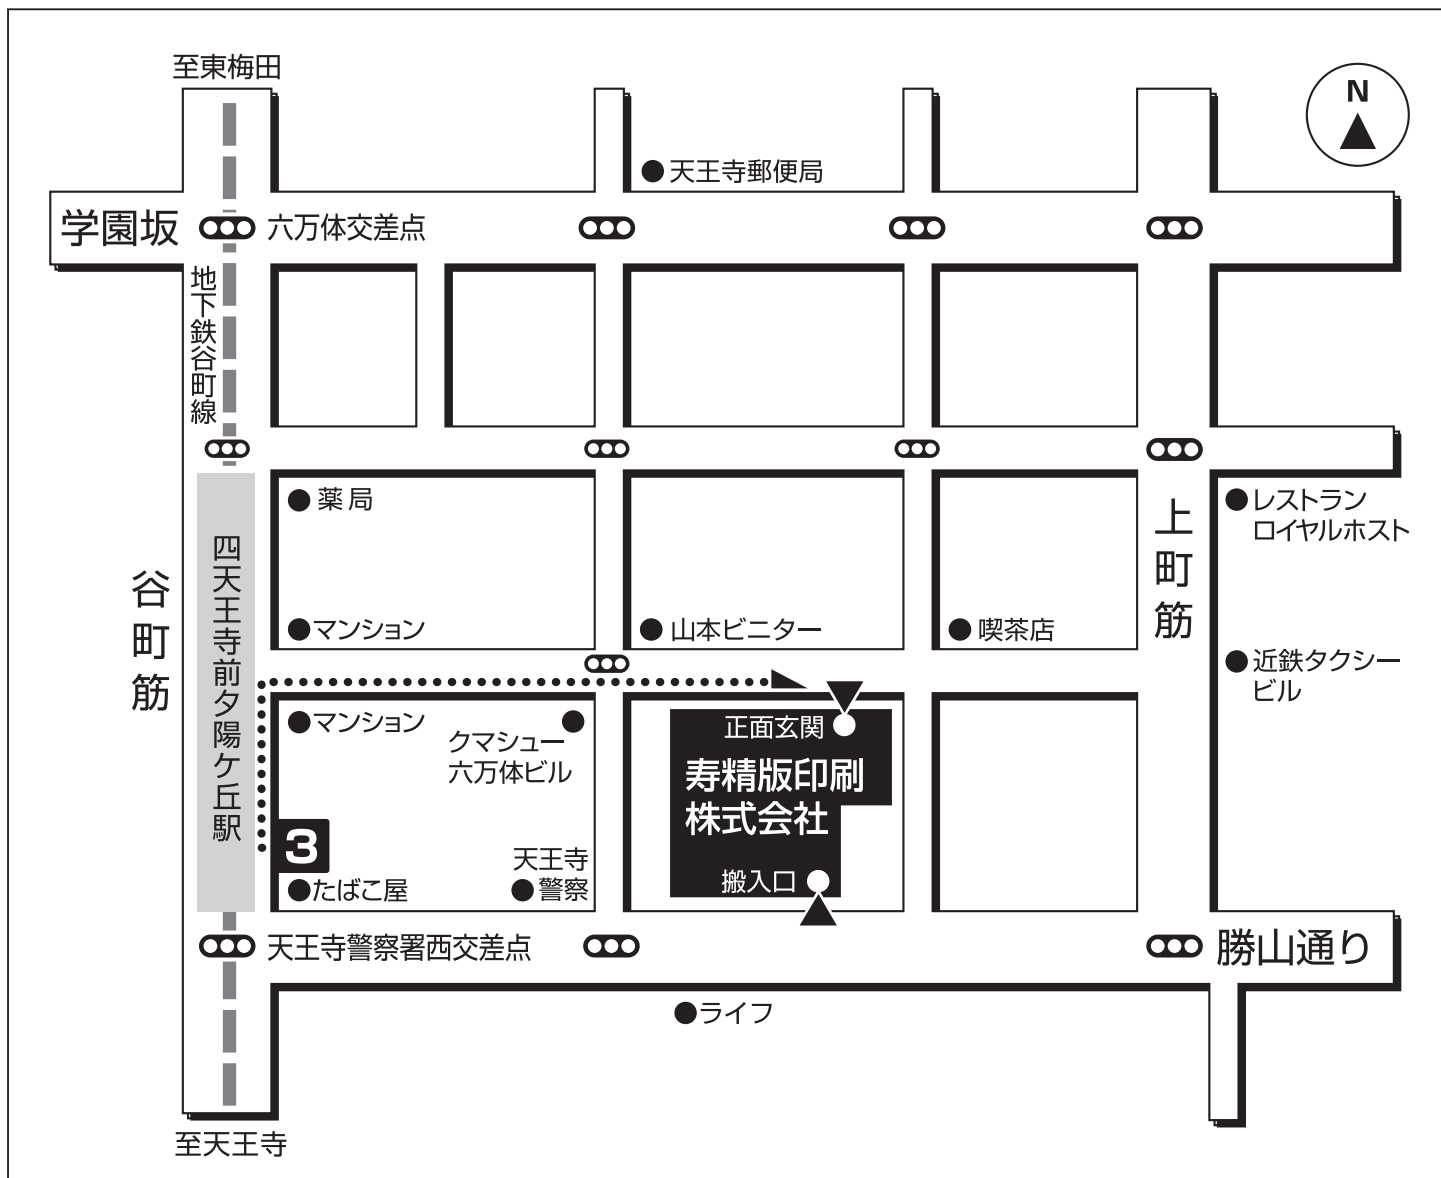 至東梅田
N
天王寺郵便局
学園坂
六万体交差点
地下鉄谷町線
薬局
レストラン
ロイヤルホスト
上町筋
四天王寺前夕陽ケ丘駅
谷町筋
マンション
山本ビニター
喫茶店
近鉄タクシー
ビル
マンション
クマシュー
六万体ビル
正面玄関
寿精版印刷
株式会社
3
天王寺
警察
搬入口
たばこ屋
天王寺警察署西交差点
勝山通り
ライフ
至天王寺